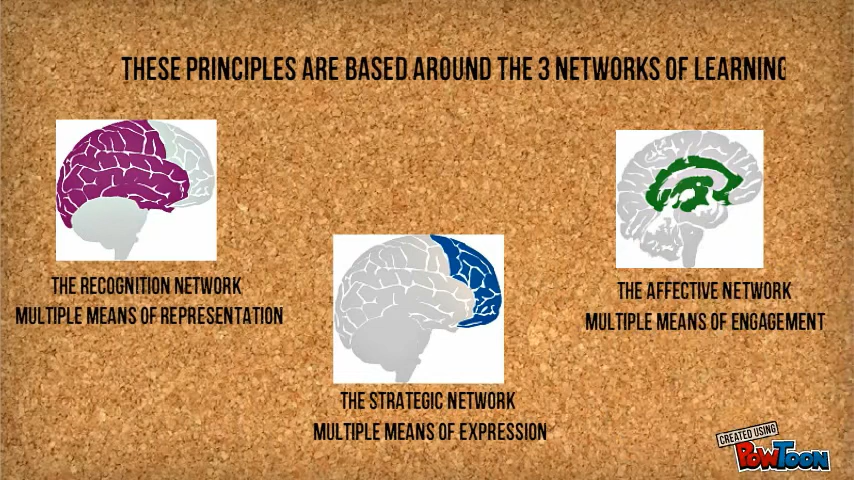 THESE PRINCIPLES ARE BASED AROUND THE 3 NETWORKS OF LEARNING
THE RECOGNITION NETWORK
MULTIPLE MEANS OF REPRESENTATION
THE AFFECTIVE NETWORK
MULTIPLE MEANS OF ENGAGEMENT
THE STRATEGIC NETWORK
MULTIPLE MEANS OF EXPRESSION
CREATED USING
POWTOON